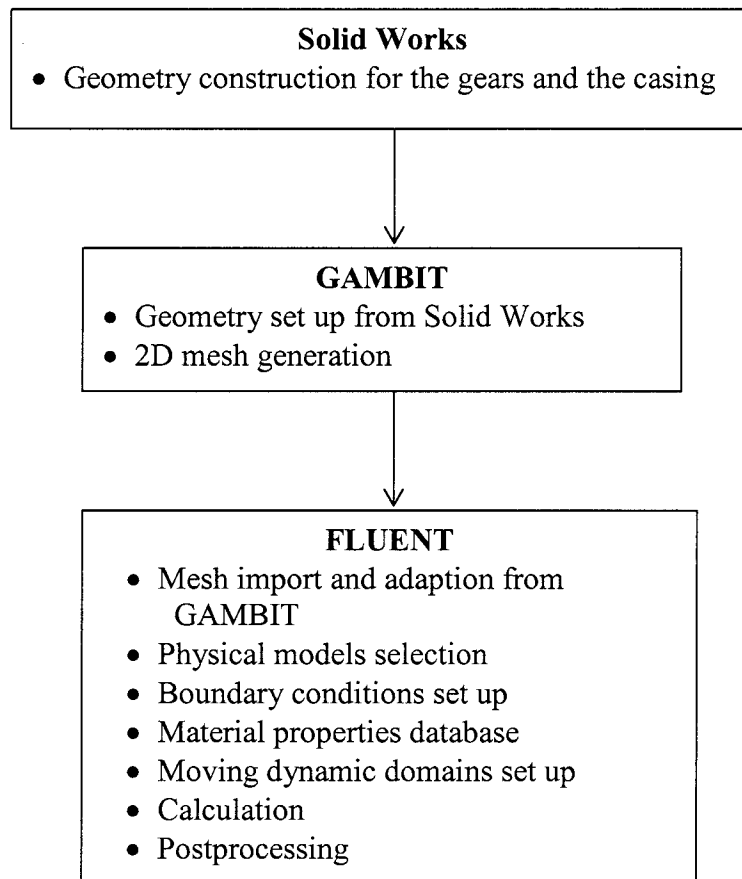 Solid Works
• Geometry construction for the gears and the casing
GAMBIT
• Geometry set up from Solid Works
• 2D mesh generation
FLUENT
• Mesh import and adaption from
GAMBIT
• Physical models selection
• Boundary conditions set up
• Material properties database
• Moving dynamic domains set up
• Calculation
• Postprocessing